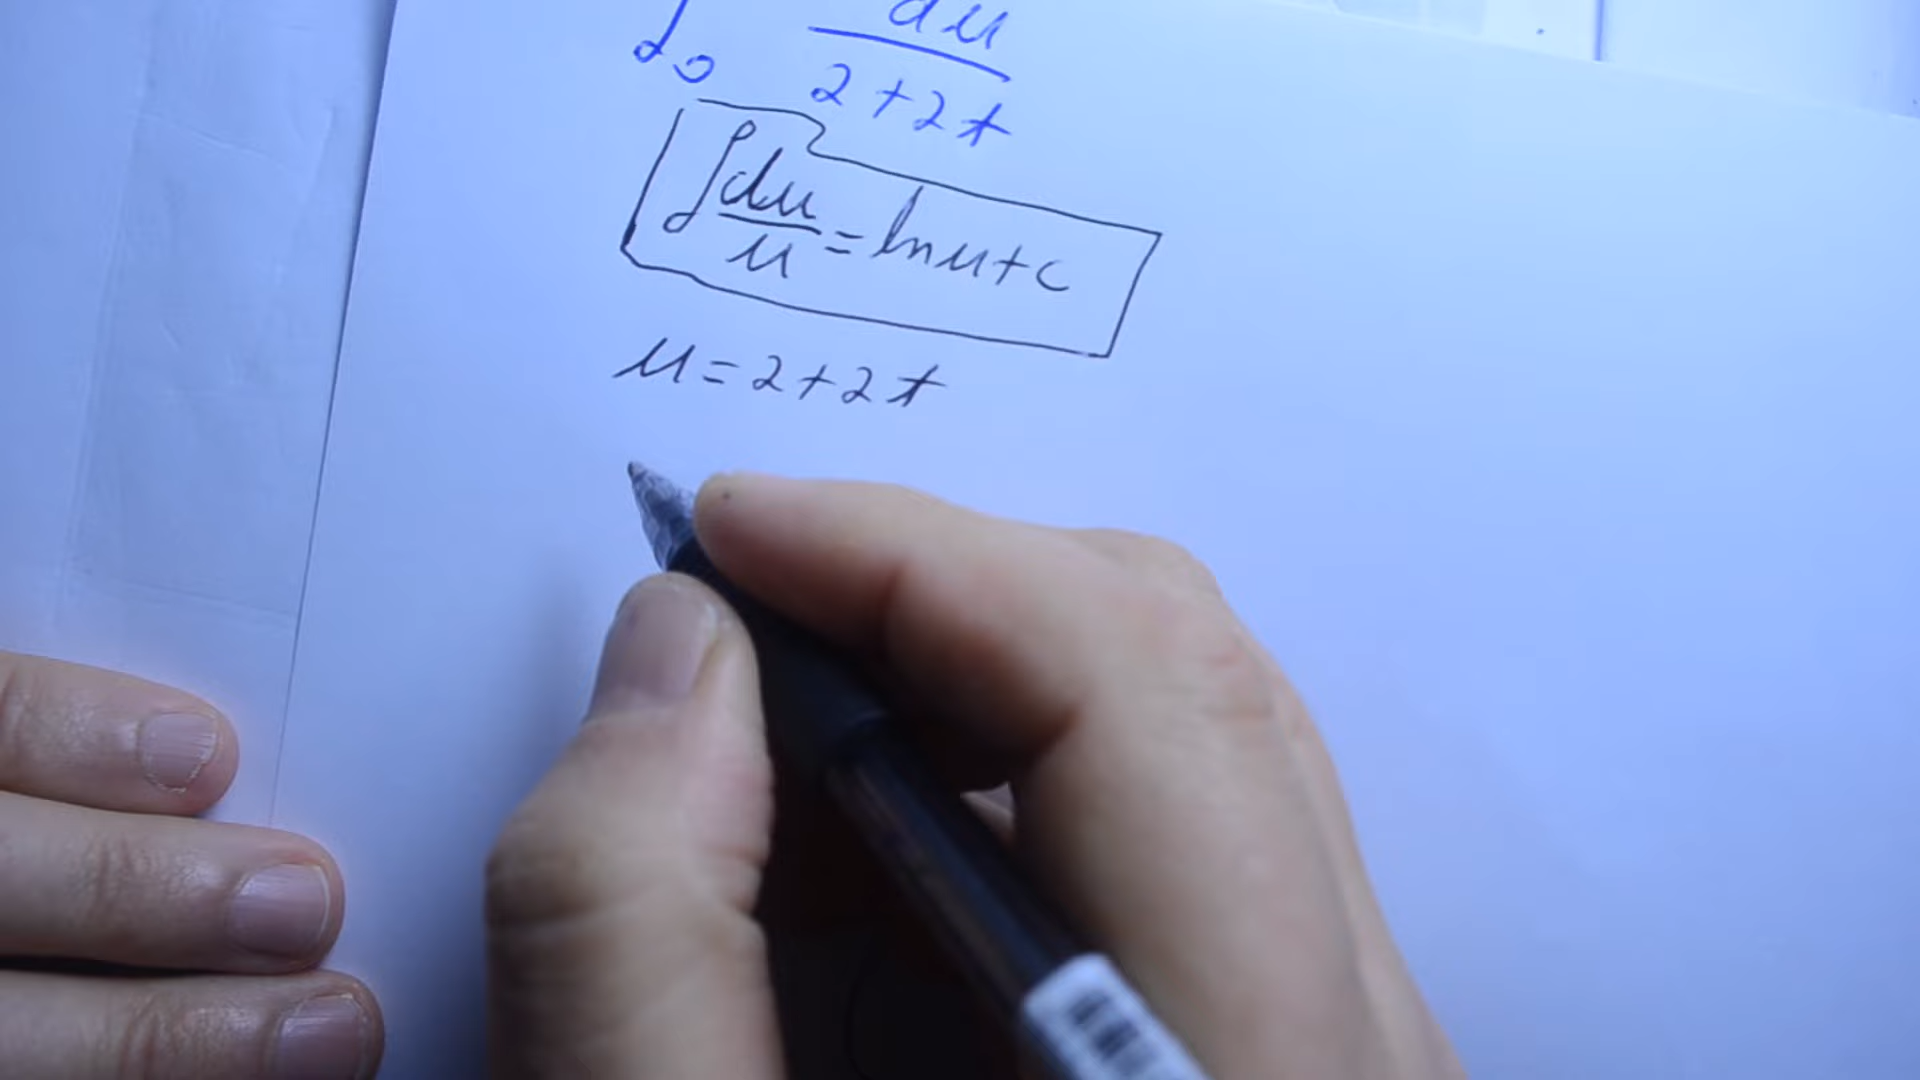 ∫₀ du / 2+2t
∫ du/u = ln u + c
u = 2+2t